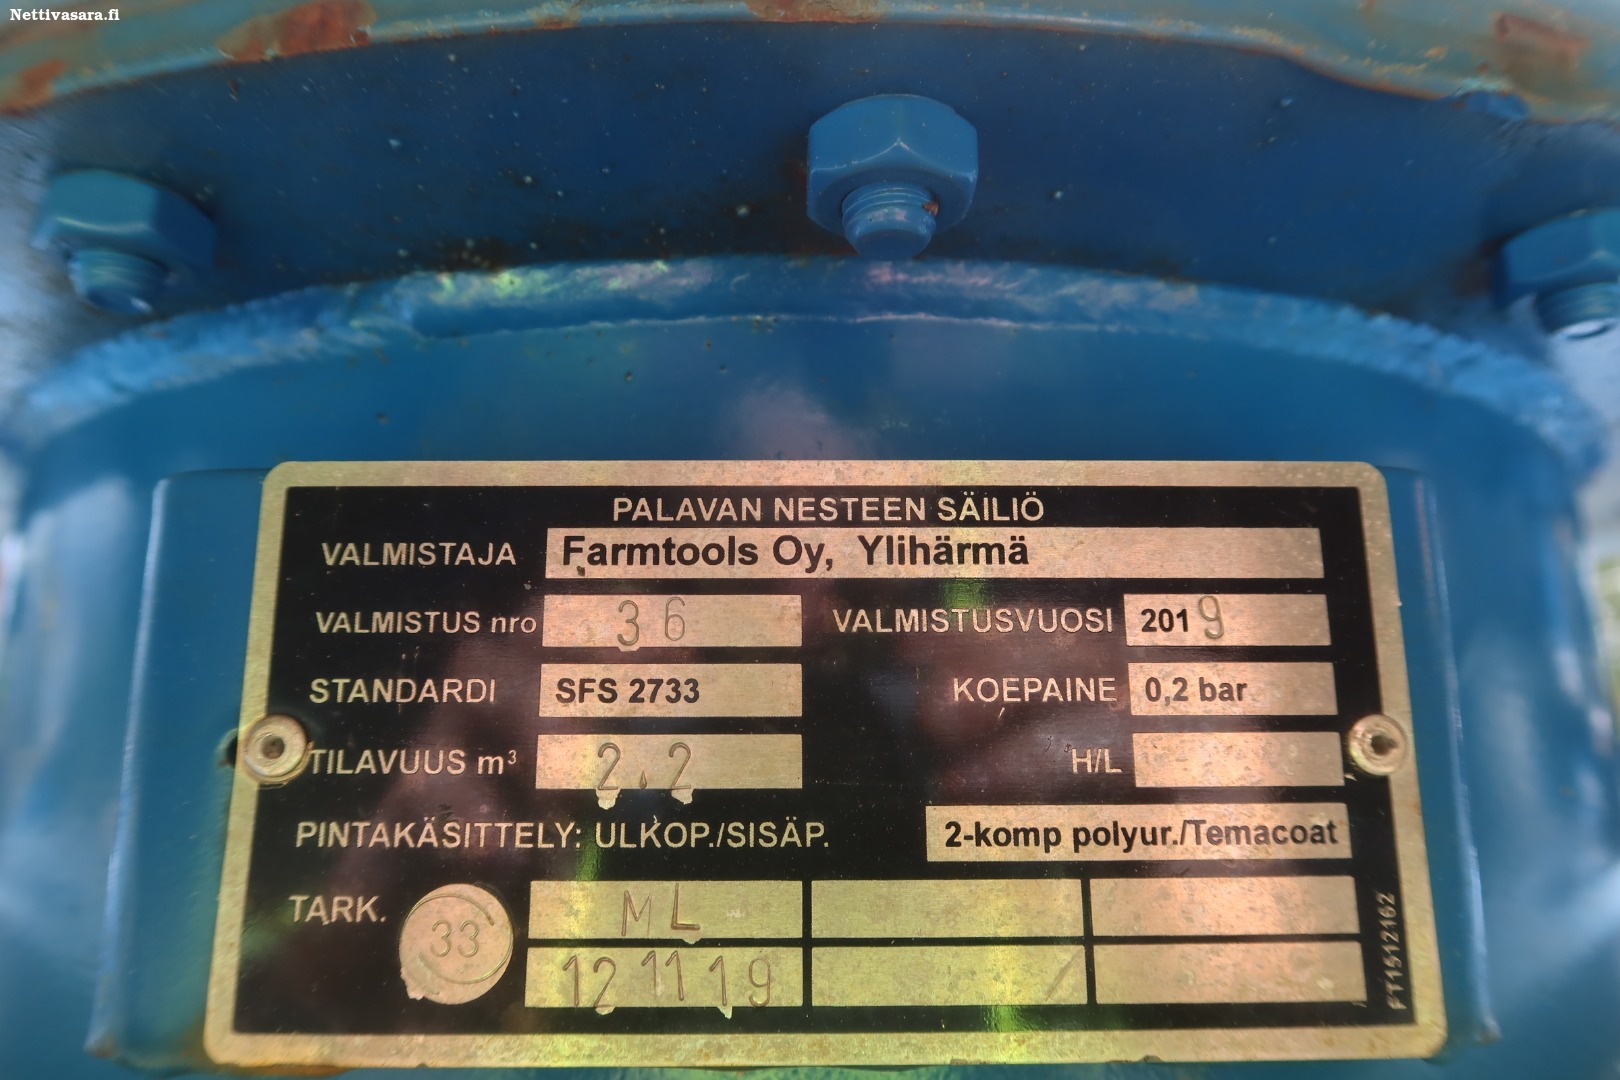 Nettivasara.fi
PALAVAN NESTEEN SÄILIÖ
VALMISTAJA Farmtools Oy, Ylihärmä
VALMISTUS nro 36 VALMISTUSVUOSI 2019
STANDARDI SFS 2733 KOEPAINE 0,2 bar
TILAVUUS m³ 2.2 H/L
PINTAKÄSITTELY: ULKOP./SISÄP. 2-komp polyur./Temacoat
TARK. 33 ML
12 11 19
FT1512162